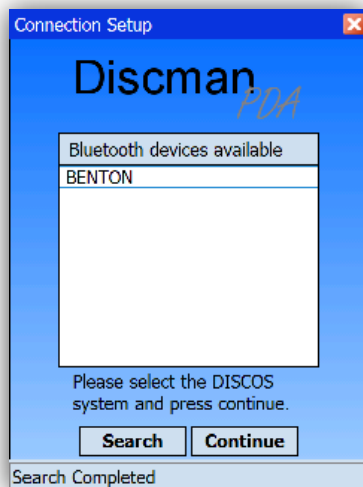 Connection Setup
Discman
PDA
Bluetooth devices available
BENTON
Please select the DISCOS
system and press continue.
Search Continue
Search Completed